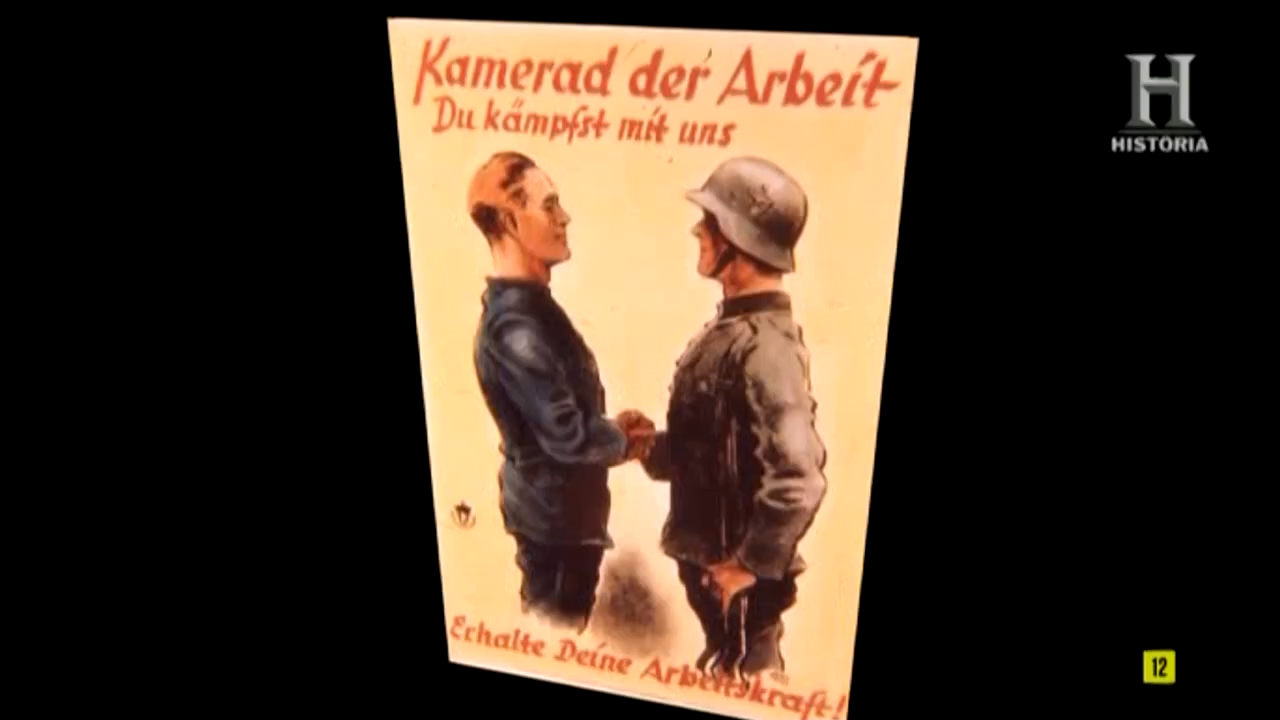 Kamerad der Arbeit
Du kämpfst mit uns
H
HISTÓRIA
Erhalte Deine Arbeitskraft!
12